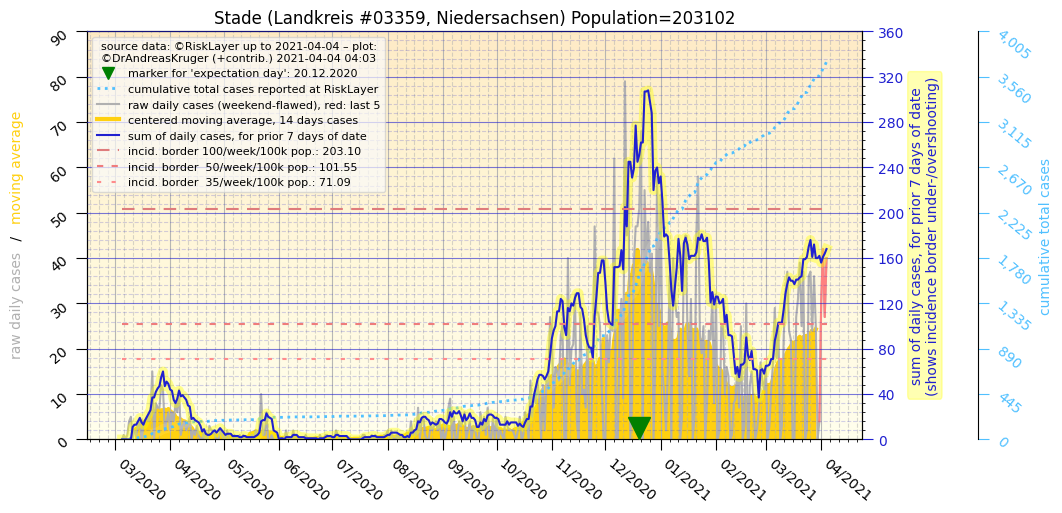 Stade (Landkreis #03359, Niedersachsen) Population=203102
source data: ©RiskLayer up to 2021-04-04 – plot:
©DrAndreasKruger (+contrib.) 2021-04-04 04:03
marker for 'expectation day': 20.12.2020
cumulative total cases reported at RiskLayer
raw daily cases (weekend-flawed), red: last 5
centered moving average, 14 days cases
sum of daily cases, for prior 7 days of date
incid. border 100/week/100k pop.: 203.10
incid. border  50/week/100k pop.: 101.55
incid. border  35/week/100k pop.: 71.09
raw daily cases / moving average
90
80
70
60
50
40
30
20
10
0
03/2020
04/2020
05/2020
06/2020
07/2020
08/2020
09/2020
10/2020
11/2020
12/2020
01/2021
02/2021
03/2021
04/2021
360
320
280
240
200
160
120
80
40
0
sum of daily cases, for prior 7 days of date
(shows incidence border under-/overshooting)
4,005
3,560
3,115
2,670
2,225
1,780
1,335
890
445
0
cumulative total cases